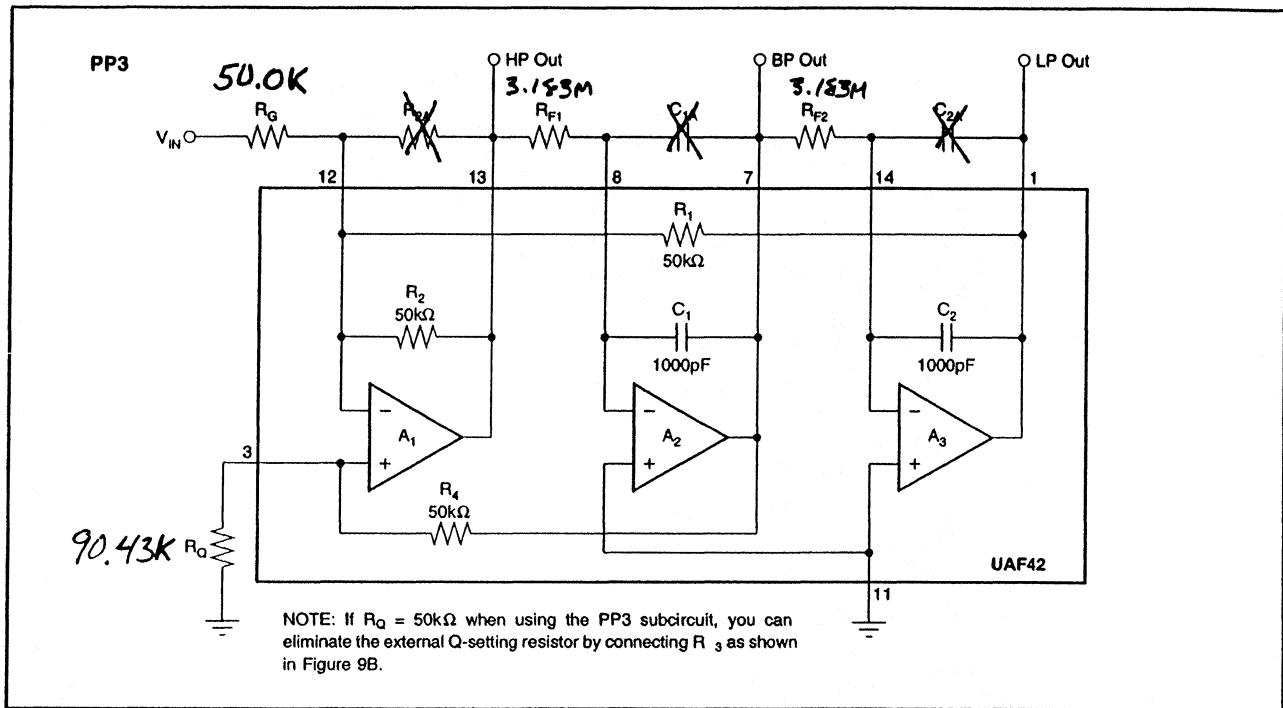 PP3
50.0K
HP Out
BP Out
LP Out
3.183M
3.183M
R_G
R_2A
R_F1
C_1A
R_F2
C_2A
V_IN
12
13
8
7
14
1
R_1
50kΩ
R_2
50kΩ
C_1
1000pF
C_2
1000pF
−
A_1
+
−
A_2
+
−
A_3
+
3
R_4
50kΩ
90.43K R_Q
UAF42
11
NOTE: If R_Q = 50kΩ when using the PP3 subcircuit, you can
eliminate the external Q-setting resistor by connecting R_3 as shown
in Figure 9B.